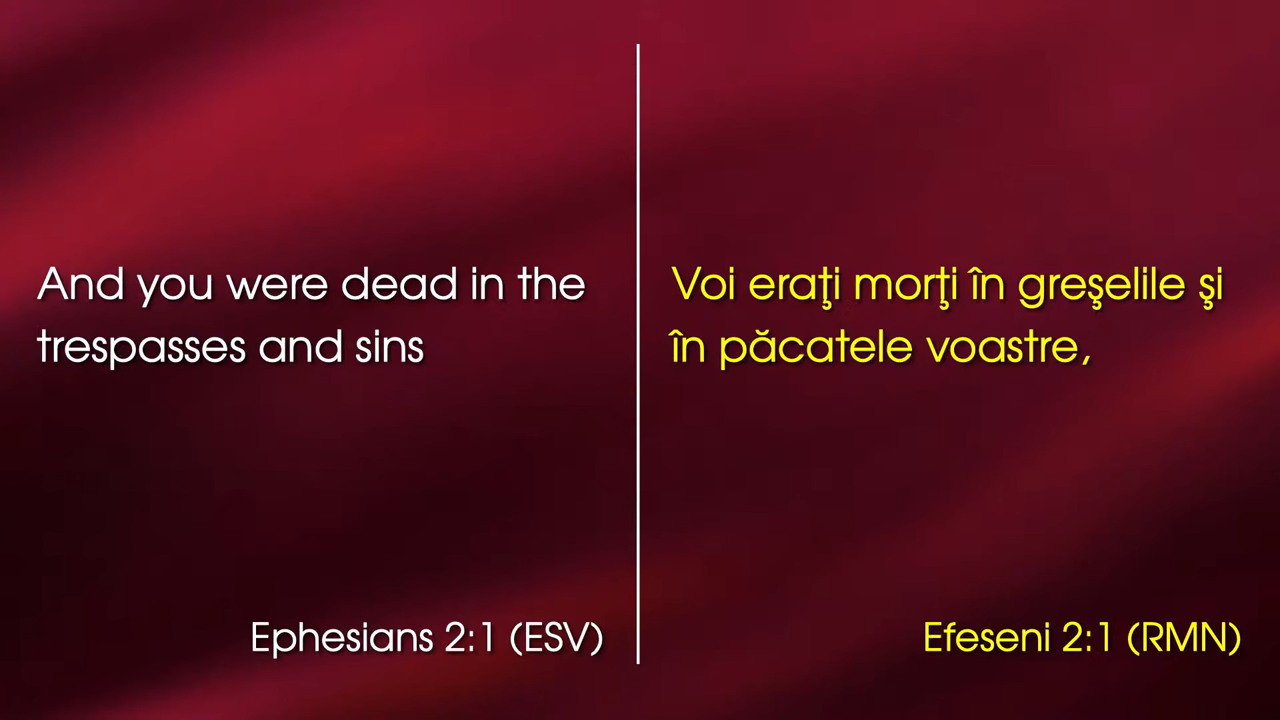 And you were dead in the
trespasses and sins
Ephesians 2:1 (ESV)
Voi eraţi morţi în greşelile şi
în păcatele voastre,
Efeseni 2:1 (RMN)